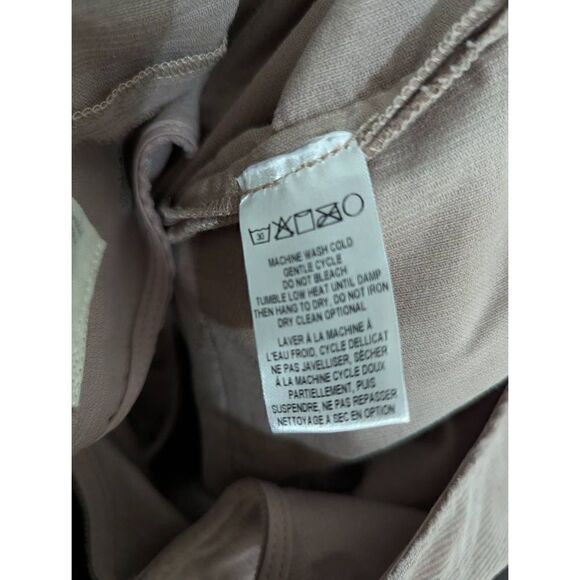 30
MACHINE WASH COLD
GENTLE CYCLE
DO NOT BLEACH
TUMBLE LOW HEAT UNTIL DAMP
THEN HANG TO DRY, DO NOT IRON
DRY CLEAN OPTIONAL
LAVER À LA MACHINE À
L'EAU FROID, CYCLE DELLICAT
NE PAS JAVELLISER, SÉCHER
À LA MACHINE CYCLE DOUX
PARTIELLEMENT, PUIS
SUSPENDRE, NE PAS REPASSER
NETTOYAGE A SEC EN OPTION